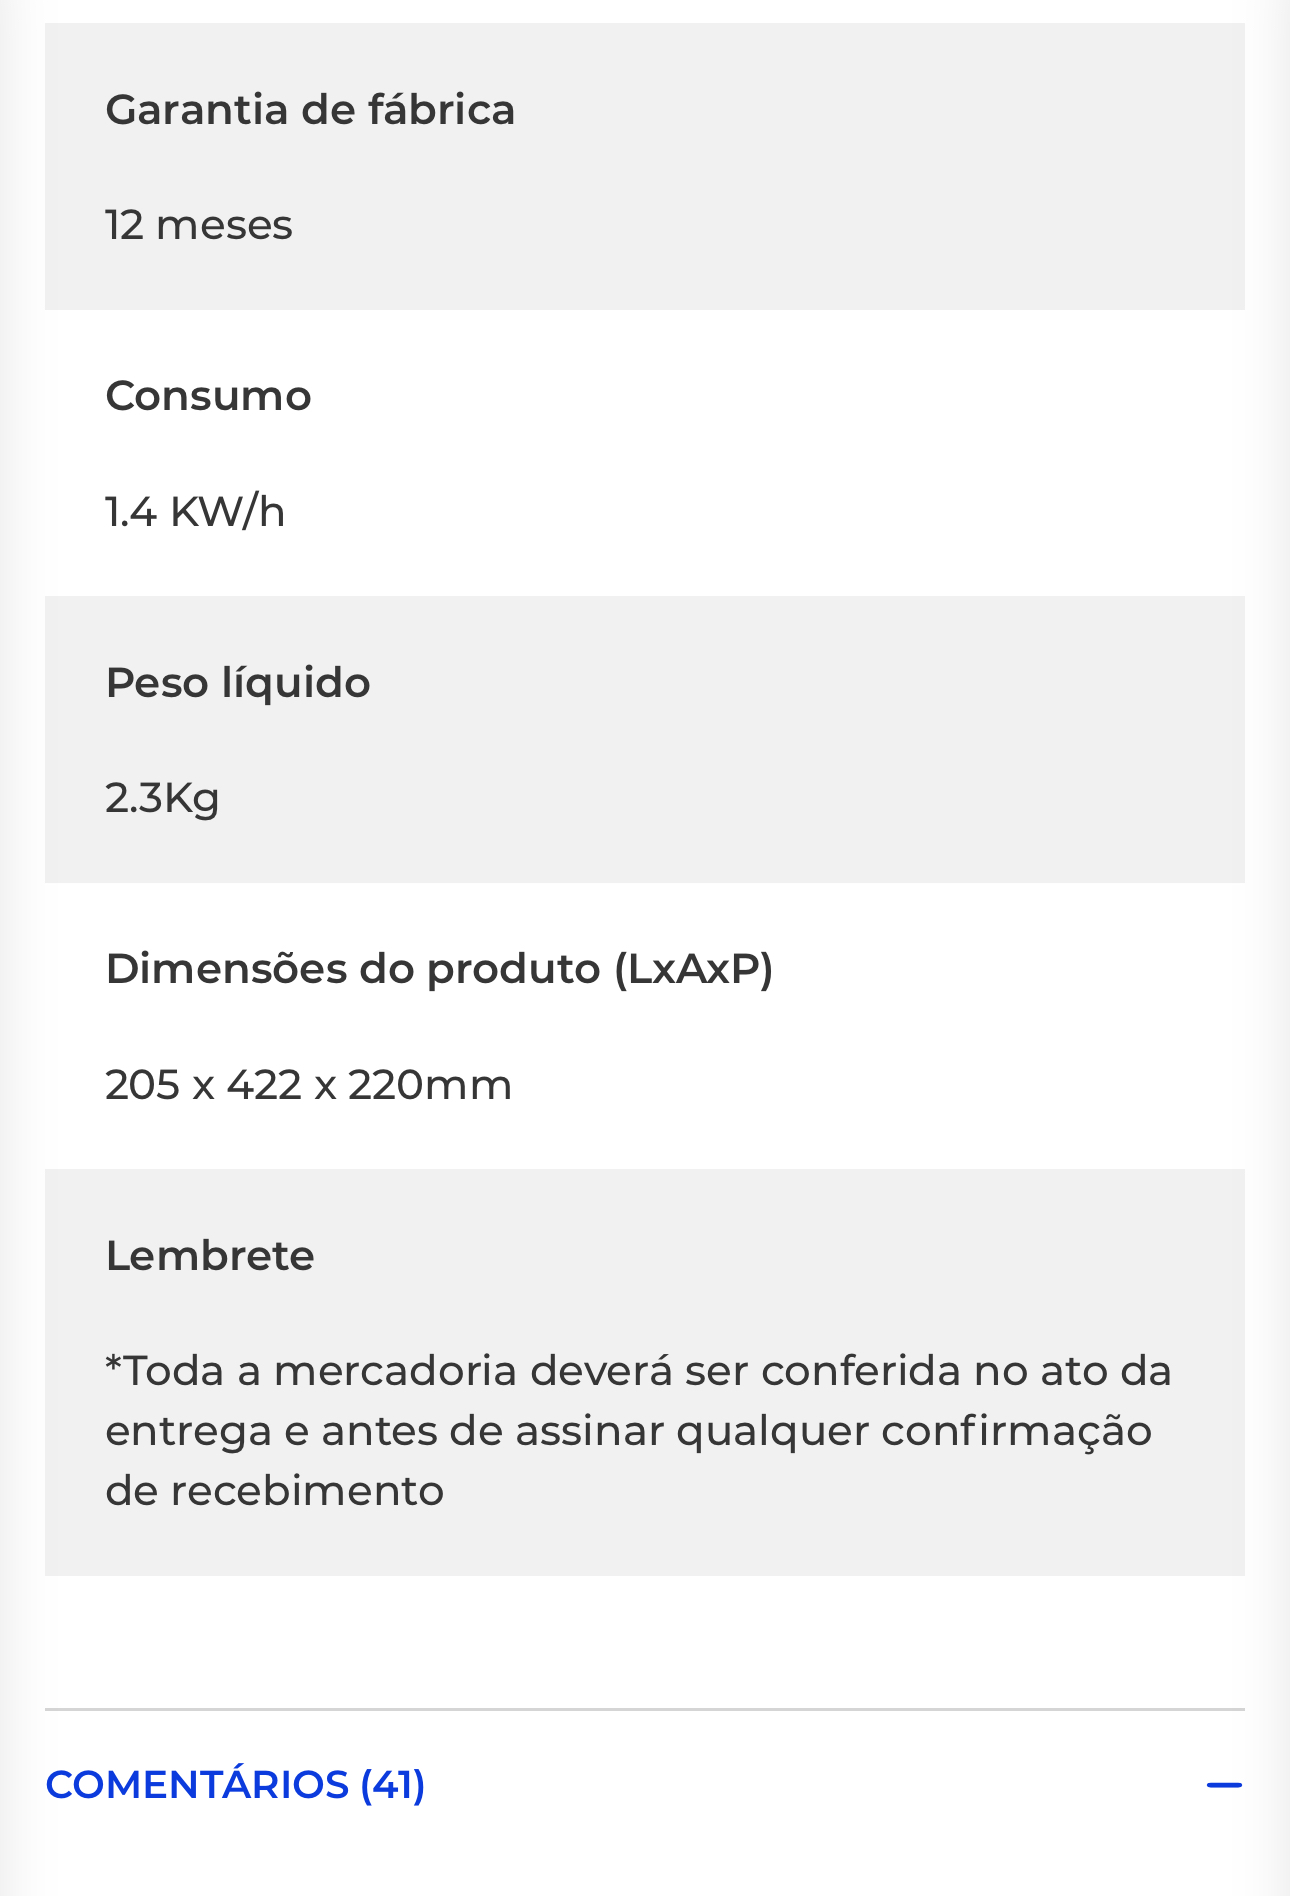 Garantia de fábrica
12 meses
Consumo
1.4 KW/h
Peso líquido
2.3Kg
Dimensões do produto (LxAxP)
205 x 422 x 220mm
Lembrete
*Toda a mercadoria deverá ser conferida no ato da
entrega e antes de assinar qualquer confirmação
de recebimento
COMENTÁRIOS (41)